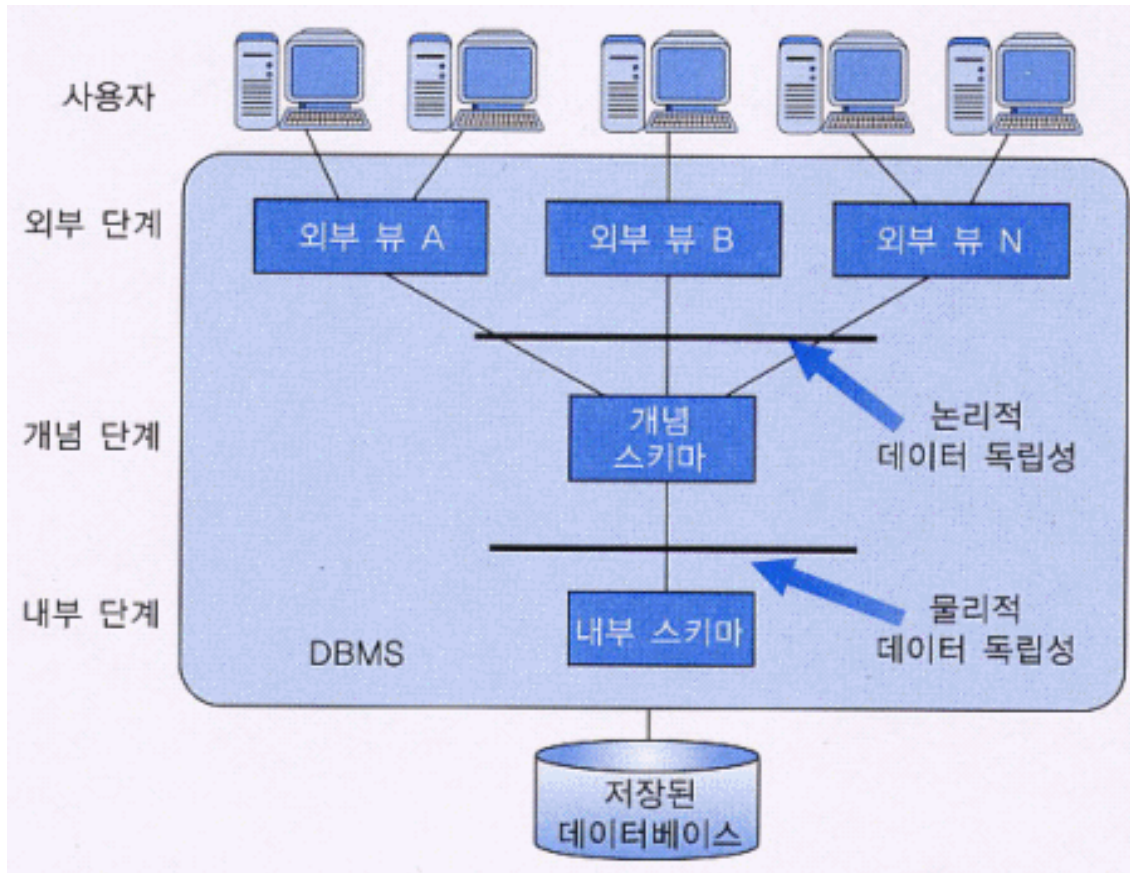 사용자
외부 단계
외부 뷰 A
외부 뷰 B
외부 뷰 N
개념 단계
개념
스키마
논리적
데이터 독립성
내부 단계
DBMS
내부 스키마
물리적
데이터 독립성
저장된
데이터베이스